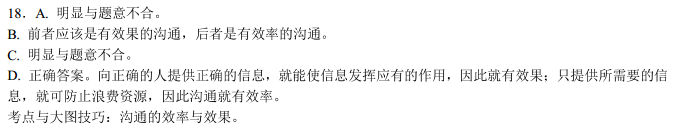 18．A. 明显与题意不合。
B. 前者应该是有效果的沟通，后者是有效率的沟通。
C. 明显与题意不合。
D. 正确答案。向正确的人提供正确的信息，就能使信息发挥应有的作用，因此就有效果；只提供所需要的信
息，就可防止浪费资源，因此沟通就有效率。
考点与大图技巧：沟通的效率与效果。